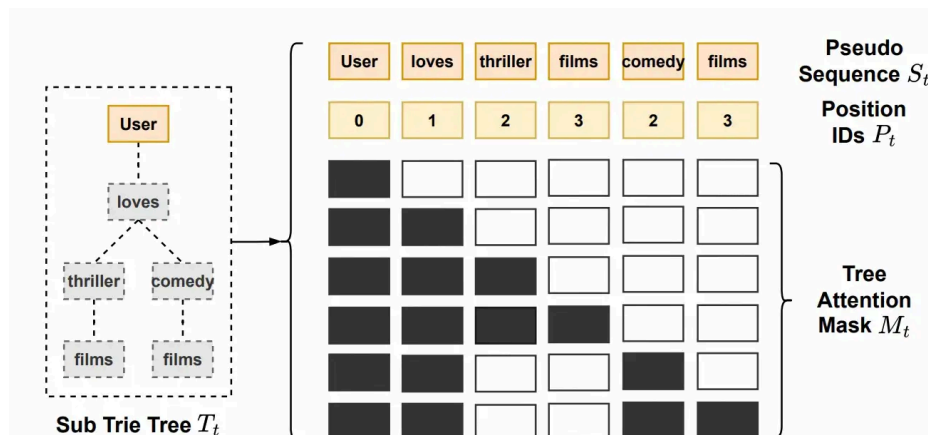 User loves thriller films comedy films
Pseudo
Sequence S_t
0 1 2 3 2 3
Position
IDs P_t
User
loves
thriller comedy
films films
Sub Trie Tree T_t
Tree
Attention
Mask M_t